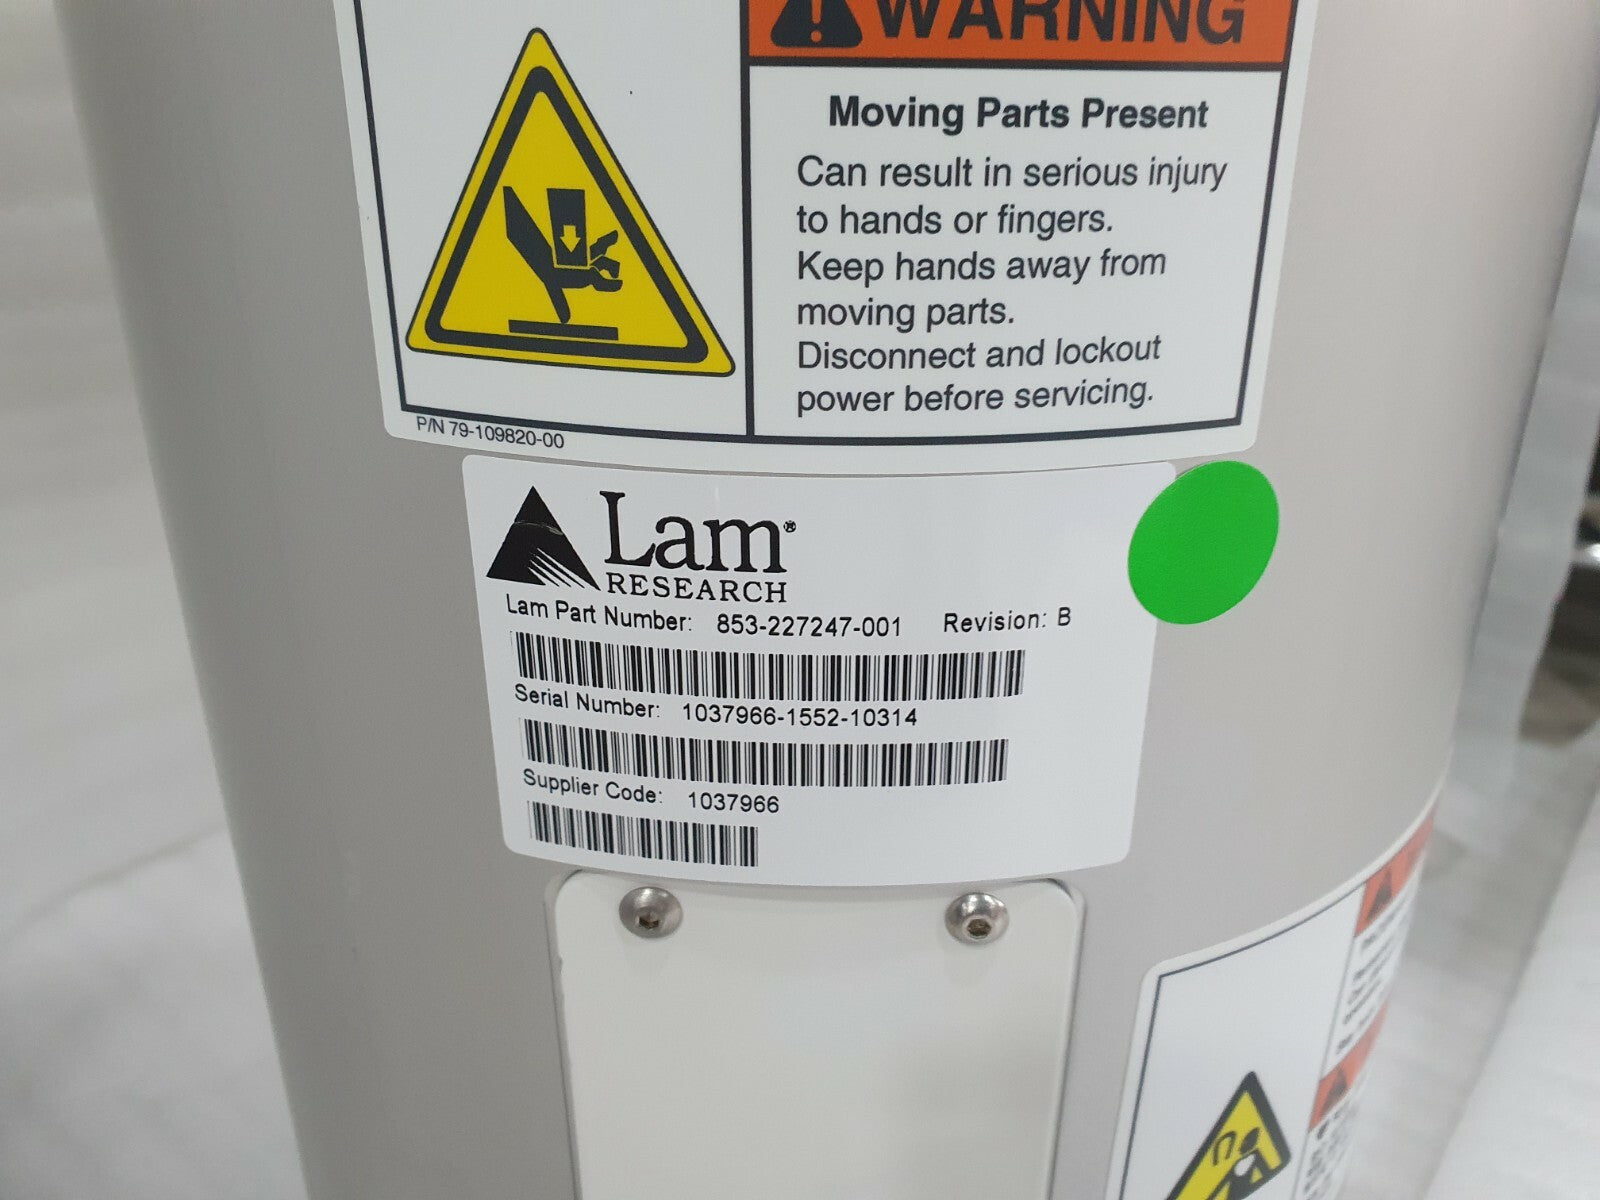 WARNING
Moving Parts Present
Can result in serious injury
to hands or fingers.
Keep hands away from
moving parts.
Disconnect and lockout
power before servicing.
P/N 79-109820-00
Lam®
RESEARCH
Lam Part Number: 853-227247-001 Revision: B
Serial Number: 1037966-1552-10314
Supplier Code: 1037966